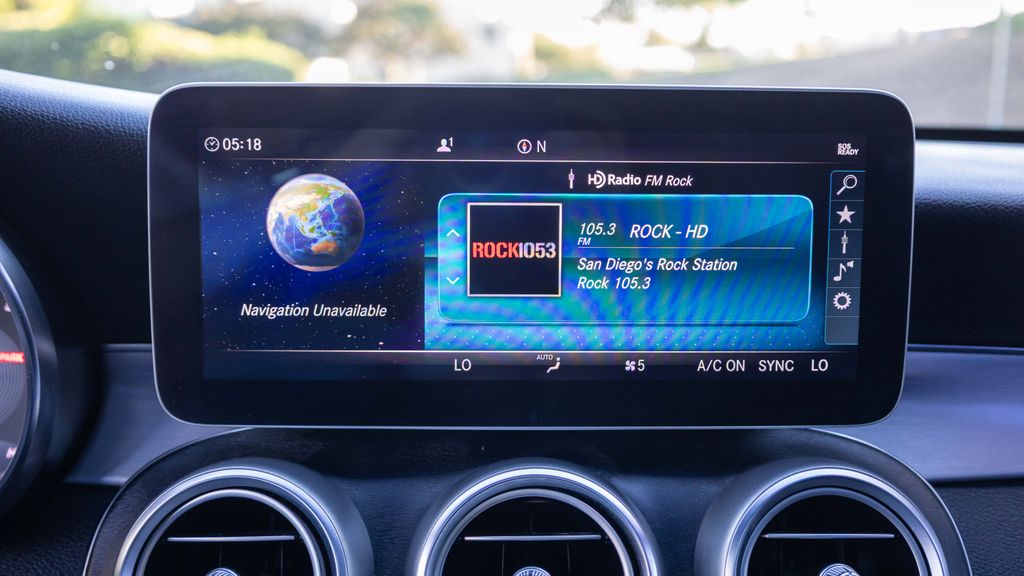 05:18
1
N
SOS
READY
HD Radio FM Rock
ROCK1053
105.3 ROCK - HD
FM
San Diego's Rock Station
Rock 105.3
Navigation Unavailable
LO
AUTO
5
A/C ON
SYNC
LO